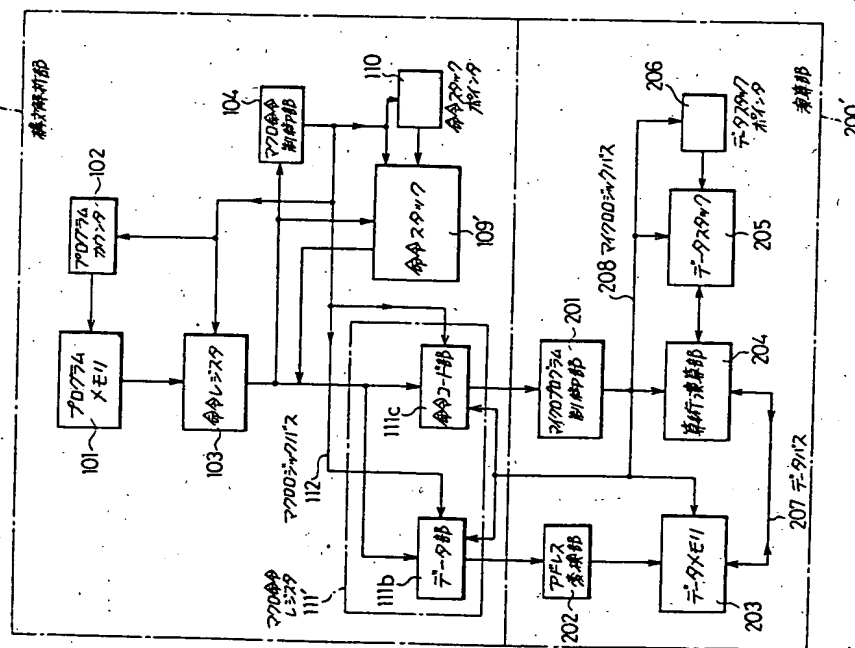 構文解析部
102
プログラム
カウンタ
プログラム
メモリ
101
命令レジスタ
103
104
マクロ命令
制御部
110
命令スタック
ポインタ
命令スタック
109'
マクロロジックバス
112
マクロ命令
レジスタ
111'
命令コード部
111c
データ部
111b
演算部
200'
201
マイクロプログラム
制御部
アドレス
変換部
202
208 マイクロロジックバス
206
データスタック
ポインタ
データスタック
205
算術演算部
204
データメモリ
203
207 データバス